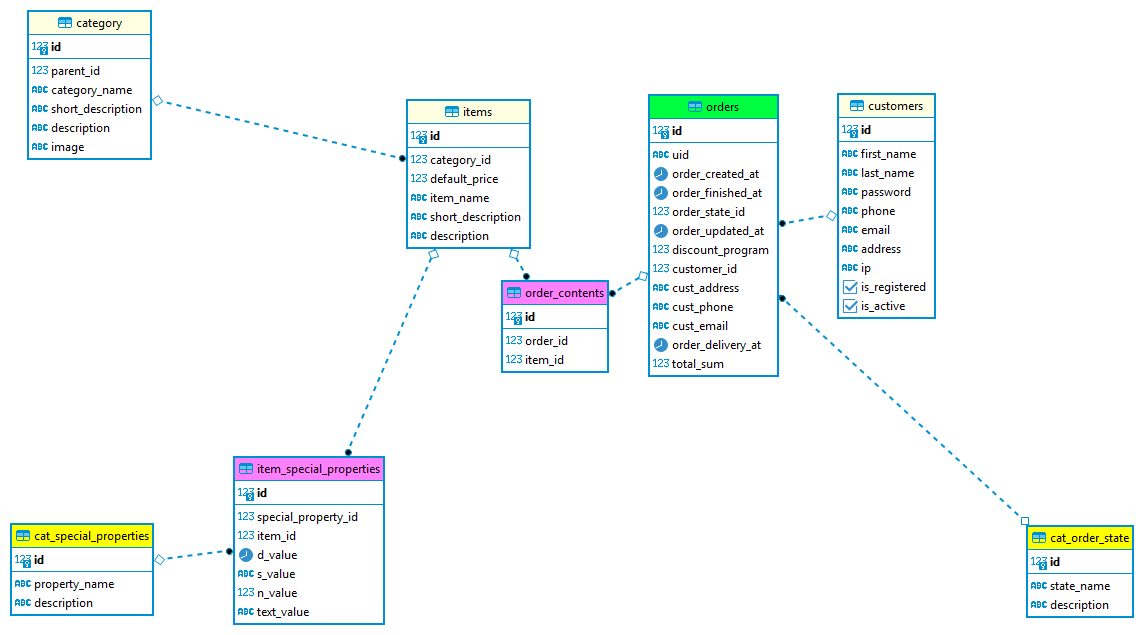 category
123 id
123 parent_id
ABC category_name
ABC short_description
ABC description
ABC image
items
123 id
123 category_id
123 default_price
ABC item_name
ABC short_description
ABC description
orders
123 id
ABC uid
order_created_at
order_finished_at
123 order_state_id
order_updated_at
123 discount_program
123 customer_id
ABC cust_address
ABC cust_phone
ABC cust_email
order_delivery_at
123 total_sum
customers
123 id
ABC first_name
ABC last_name
ABC password
ABC phone
ABC email
ABC address
ABC ip
is_registered
is_active
order_contents
123 id
123 order_id
123 item_id
item_special_properties
123 id
123 special_property_id
123 item_id
d_value
ABC s_value
123 n_value
ABC text_value
cat_special_properties
123 id
ABC property_name
ABC description
cat_order_state
123 id
ABC state_name
ABC description